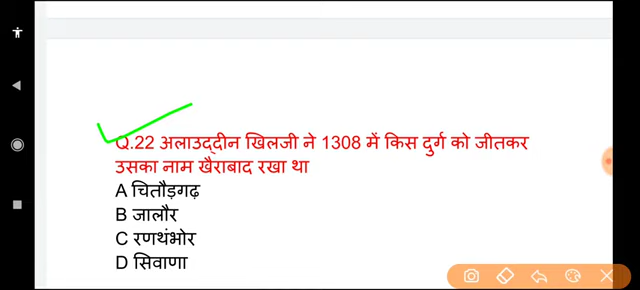 Q.22 अलाउद्दीन खिलजी ने 1308 में किस दुर्ग को जीतकर
उसका नाम खैराबाद रखा था
A चितौड़गढ़
B जालौर
C रणथंभोर
D सिवाणा